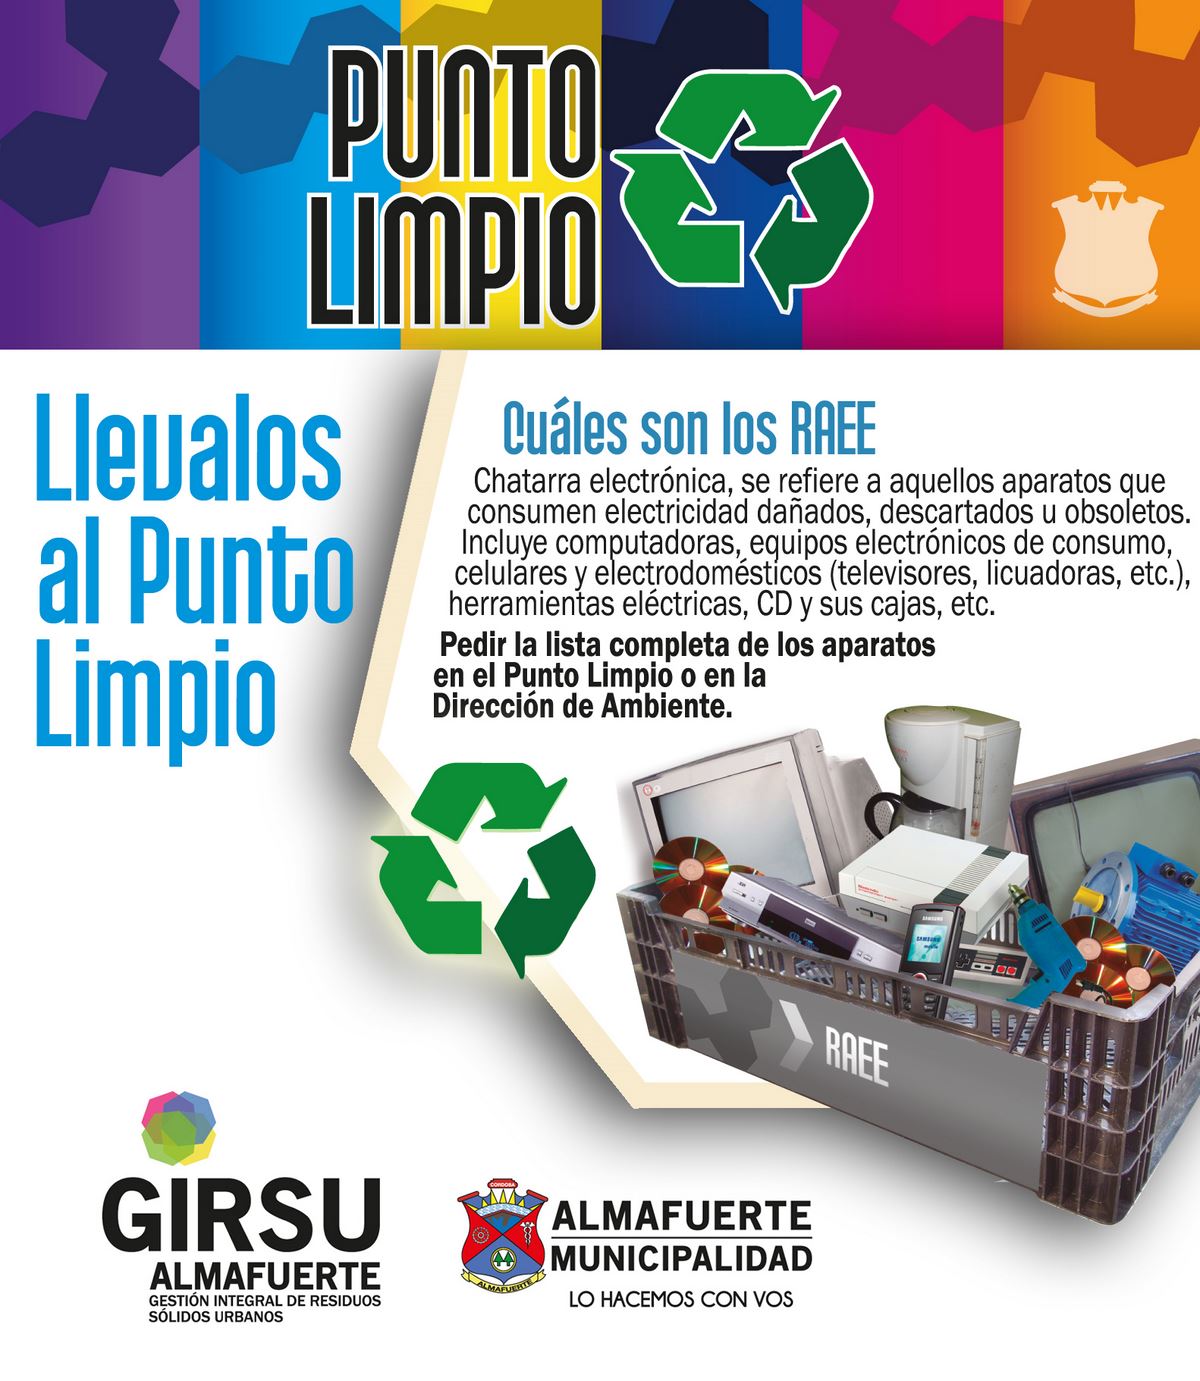 PUNTO
LIMPIO
Llevalos
al Punto
Limpio
Cuáles son los RAEE
Chatarra electrónica, se refiere a aquellos aparatos que
consumen electricidad dañados, descartados u obsoletos.
Incluye computadoras, equipos electrónicos de consumo,
celulares y electrodomésticos (televisores, licuadoras, etc.),
herramientas eléctricas, CD y sus cajas, etc.
Pedir la lista completa de los aparatos
en el Punto Limpio o en la
Dirección de Ambiente.
SAMSUNG
RAEE
GIRSU
ALMAFUERTE
GESTIÓN INTEGRAL DE RESIDUOS
SÓLIDOS URBANOS
CORDOBA
ALMAFUERTE
ALMAFUERTE
MUNICIPALIDAD
LO HACEMOS CON VOS